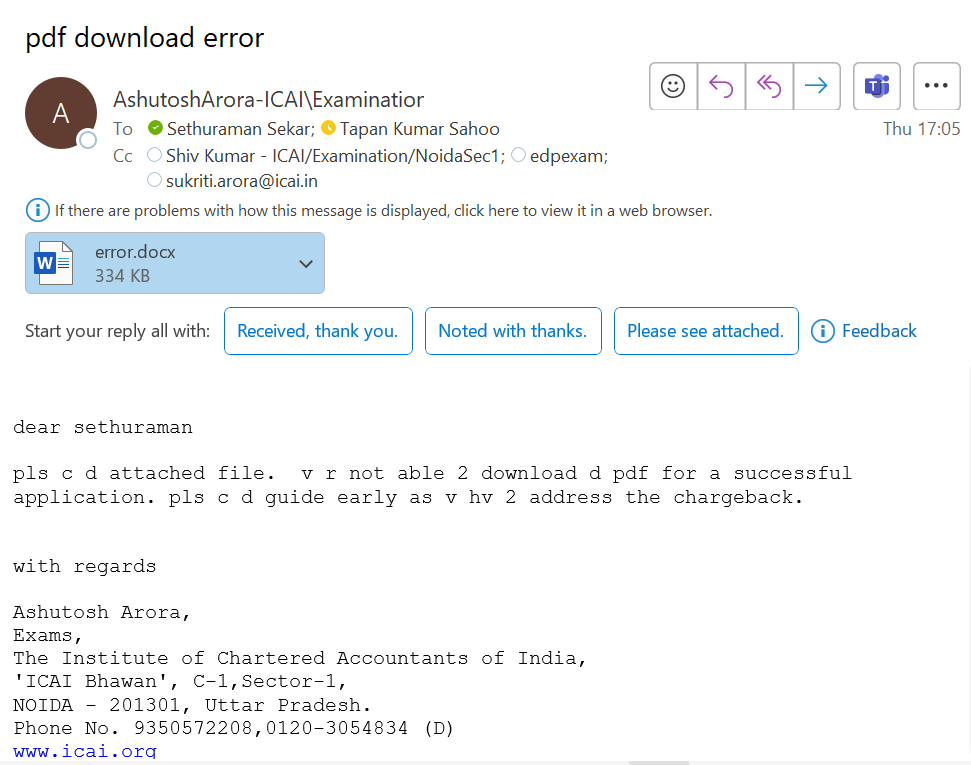 pdf download error
A
AshutoshArora-ICAI\Examinatior
To Sethuraman Sekar; Tapan Kumar Sahoo
Thu 17:05
Cc Shiv Kumar - ICAI/Examination/NoidaSec1; edpexam;
sukriti.arora@icai.in
If there are problems with how this message is displayed, click here to view it in a web browser.
W
error.docx
334 KB
Start your reply all with: Received, thank you. Noted with thanks. Please see attached. Feedback
dear sethuraman
pls c d attached file.  v r not able 2 download d pdf for a successful
application. pls c d guide early as v hv 2 address the chargeback.
with regards
Ashutosh Arora,
Exams,
The Institute of Chartered Accountants of India,
'ICAI Bhawan', C-1,Sector-1,
NOIDA - 201301, Uttar Pradesh.
Phone No. 9350572208,0120-3054834 (D)
www.icai.org